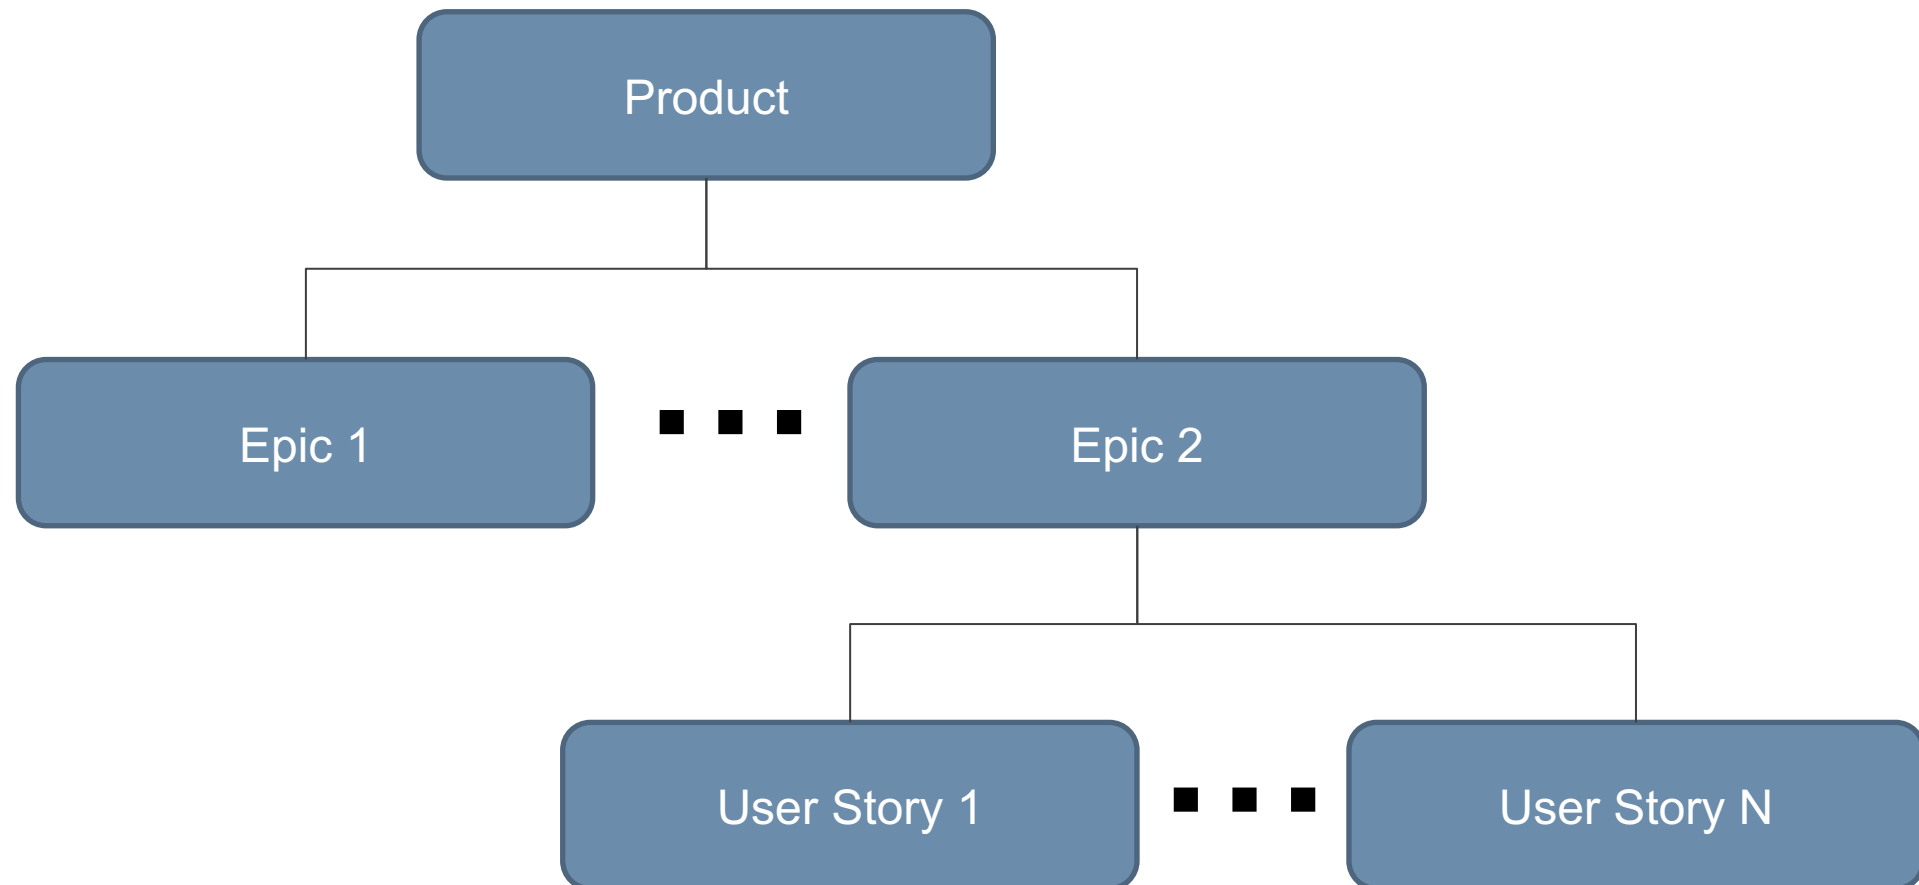 Product
Epic 1
Epic 2
User Story 1
User Story N